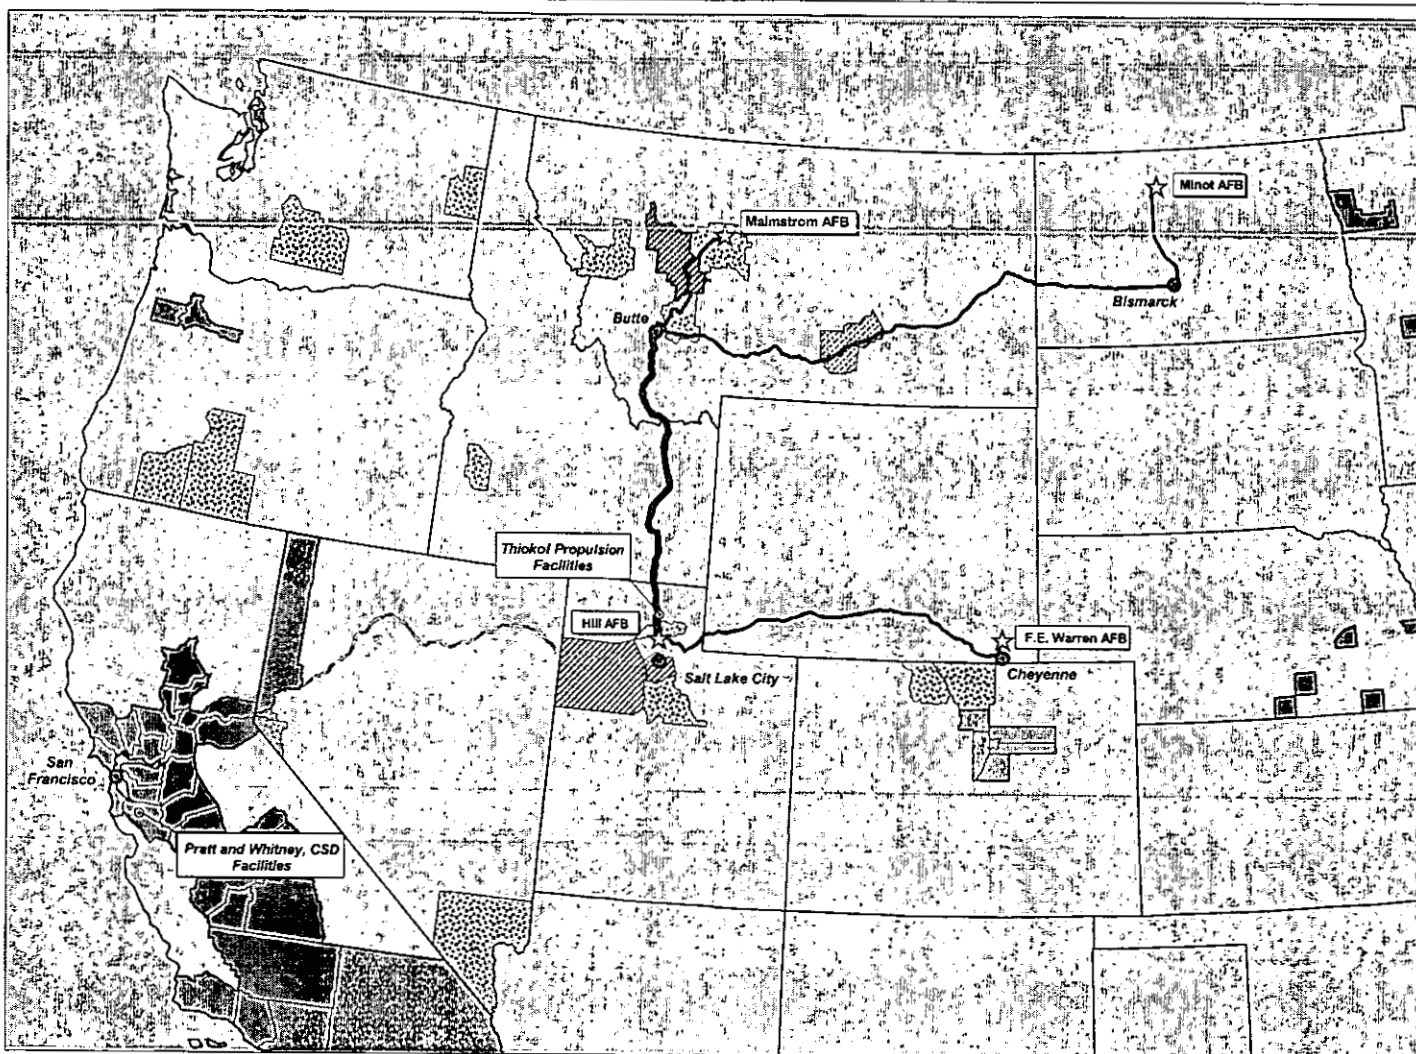 Minot AFB
Malmstrom AFB
Bismarck
Butte
Thiokol Propulsion
Facilities
Hill AFB
F.E. Warren AFB
Salt Lake City
Cheyenne
San
Francisco
Pratt and Whitney, CSD
Facilities